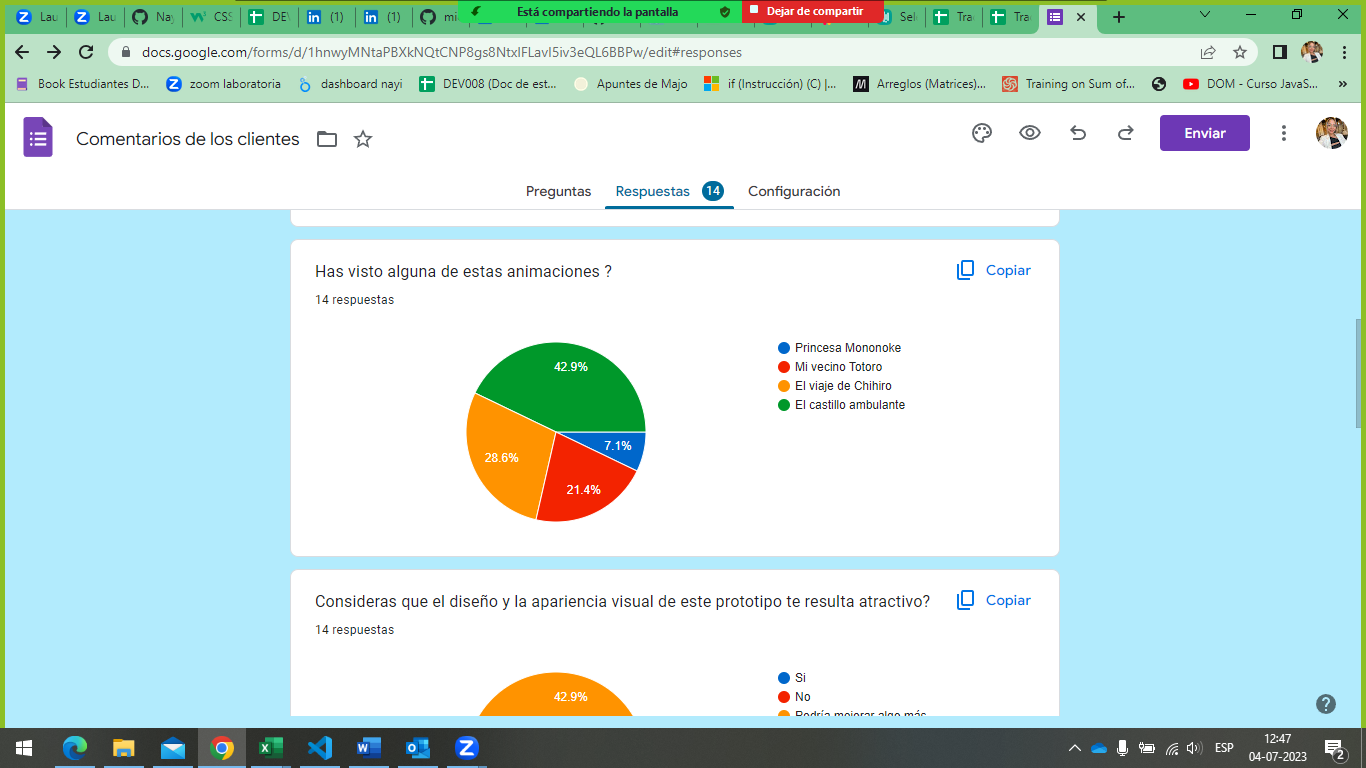 Lau
Lau
Nay
CSS
DEV
(1)
(1)
mi
Está compartiendo la pantalla
Dejar de compartir
Sel
Tra
Tra
docs.google.com/forms/d/1hnwyMNtaPBXkNQtCNP8gs8NtxIFLavI5iv3eQL6BBPw/edit#responses
Book Estudiantes D...
zoom laboratoria
dashboard nayi
DEV008 (Doc de est...
Apuntes de Majo
if (Instrucción) (C) |...
Arreglos (Matrices)...
Training on Sum of...
DOM - Curso JavaS...
»
Comentarios de los clientes
Enviar
Preguntas
Respuestas 14
Configuración
Has visto alguna de estas animaciones ?
Copiar
14 respuestas
Princesa Mononoke
Mi vecino Totoro
El viaje de Chihiro
El castillo ambulante
42.9%
7.1%
28.6%
21.4%
Consideras que el diseño y la apariencia visual de este prototipo te resulta atractivo?
Copiar
14 respuestas
Si
No
Podría mejorar algo más
42.9%
ESP
12:47
04-07-2023
2